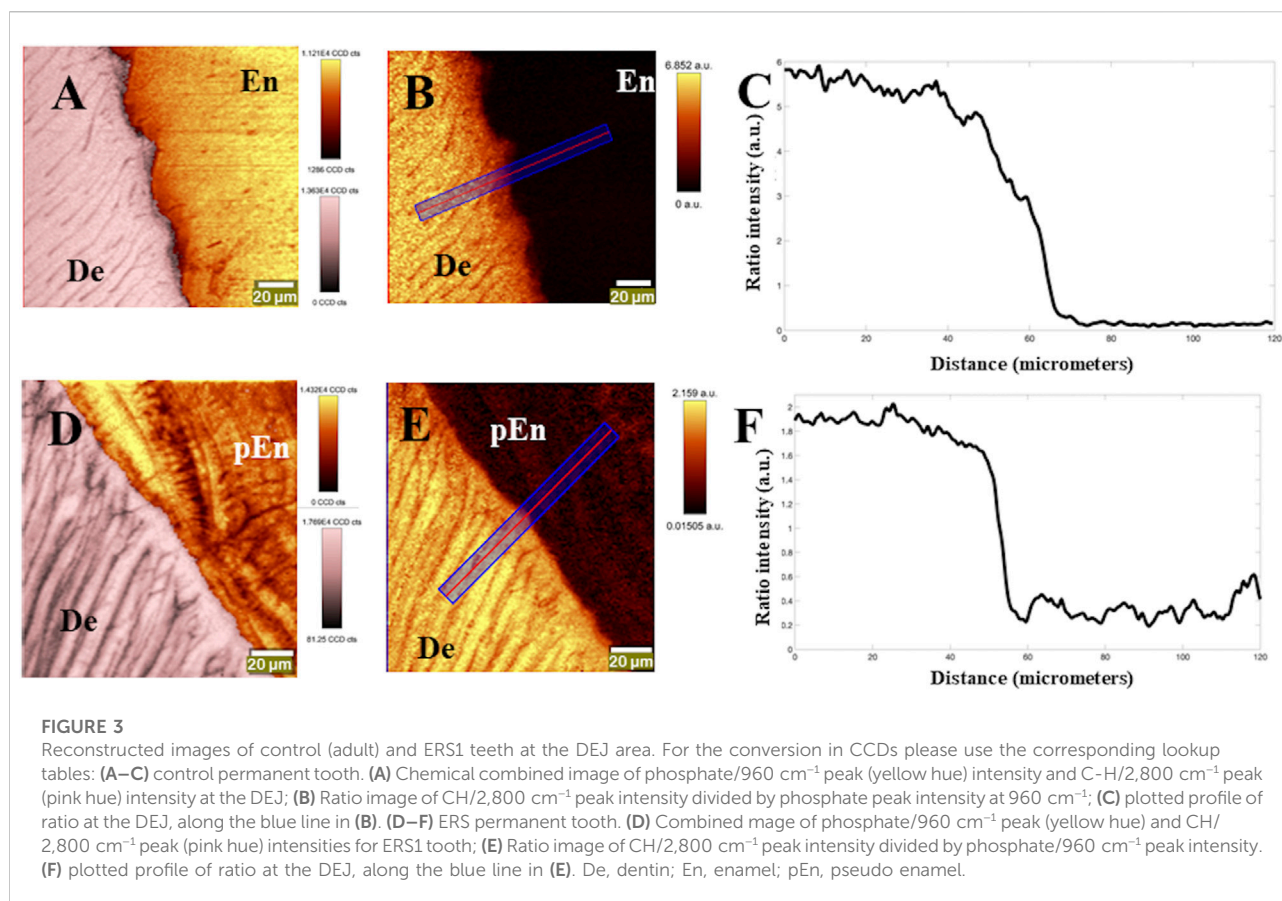 A
En
De
20 µm
1.121E4 CCD cts
1286 CCD cts
1.363E4 CCD cts
0 CCD cts
B
En
De
20 µm
6.852 a.u.
0 a.u.
C
Ratio intensity (a.u.)
6
5
4
3
2
1
0
0 20 40 60 80 100 120
Distance (micrometers)
D
pEn
De
20 µm
1.432E4 CCD cts
0 CCD cts
1.769E4 CCD cts
81.25 CCD cts
E
pEn
De
20 µm
2.159 a.u.
0.01505 a.u.
F
Ratio intensity (a.u.)
2
1.8
1.6
1.4
1.2
1
0.8
0.6
0.4
0.2
0
0 20 40 60 80 100 120
Distance (micrometers)
FIGURE 3
Reconstructed images of control (adult) and ERS1 teeth at the DEJ area. For the conversion in CCDs please use the corresponding lookup
tables: (A–C) control permanent tooth. (A) Chemical combined image of phosphate/960 cm⁻¹ peak (yellow hue) intensity and C-H/2,800 cm⁻¹ peak
(pink hue) intensity at the DEJ; (B) Ratio image of CH/2,800 cm⁻¹ peak intensity divided by phosphate peak intensity at 960 cm⁻¹; (C) plotted profile of
ratio at the DEJ, along the blue line in (B). (D–F) ERS permanent tooth. (D) Combined mage of phosphate/960 cm⁻¹ peak (yellow hue) and CH/
2,800 cm⁻¹ peak (pink hue) intensities for ERS1 tooth; (E) Ratio image of CH/2,800 cm⁻¹ peak intensity divided by phosphate/960 cm⁻¹ peak intensity.
(F) plotted profile of ratio at the DEJ, along the blue line in (E). De, dentin; En, enamel; pEn, pseudo enamel.